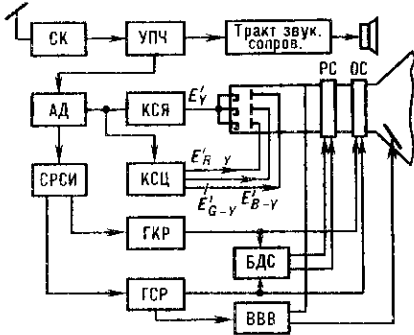 СК
УПЧ
Тракт звук.
сопров.
РС ОС
АД
КСЯ
E'Y
КСЦ
E'R-Y
E'G-Y
E'B-Y
СРСИ
ГКР
БДС
ГСР
ВВВ